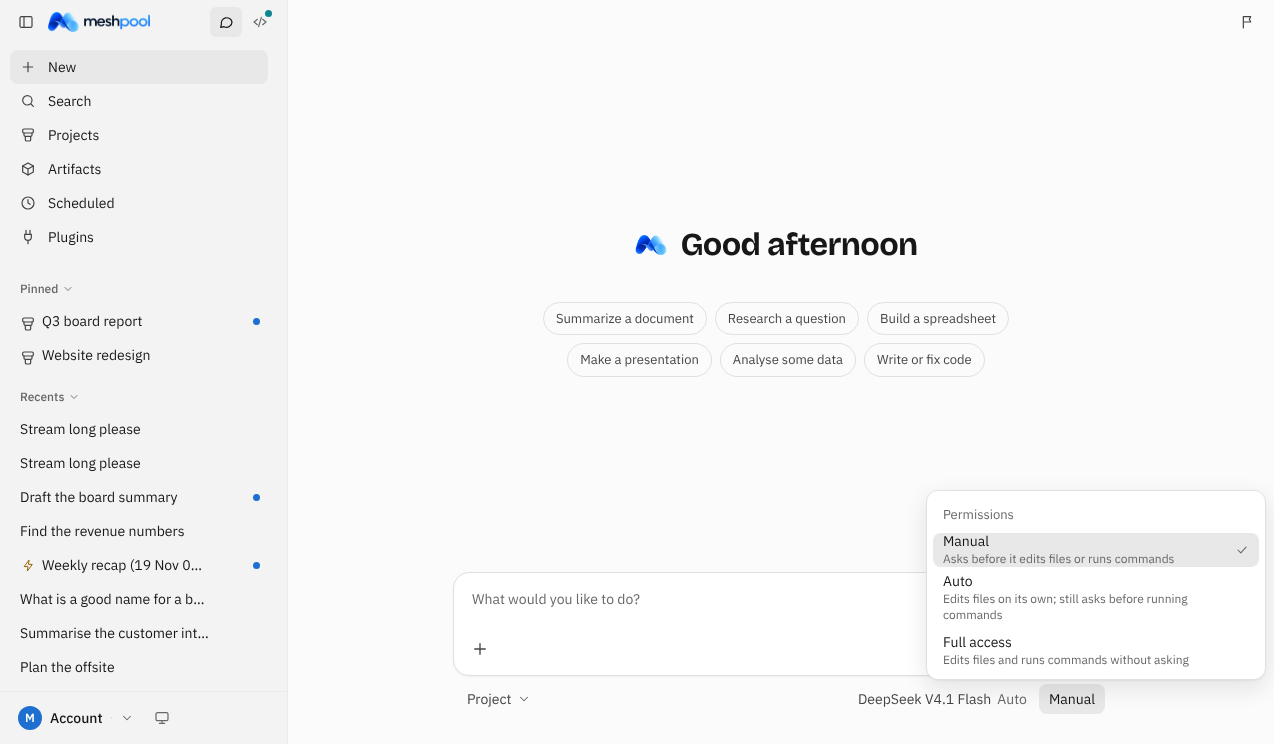 meshpool
New
Search
Projects
Artifacts
Scheduled
Plugins
Pinned
Q3 board report
Website redesign
Recents
Stream long please
Stream long please
Draft the board summary
Find the revenue numbers
Weekly recap (19 Nov 0...
What is a good name for a b...
Summarise the customer int...
Plan the offsite
M Account
Good afternoon
Summarize a document
Research a question
Build a spreadsheet
Make a presentation
Analyse some data
Write or fix code
What would you like to do?
Project
DeepSeek V4.1 Flash Auto
Manual
Permissions
Manual
Asks before it edits files or runs commands
Auto
Edits files on its own; still asks before running
commands
Full access
Edits files and runs commands without asking